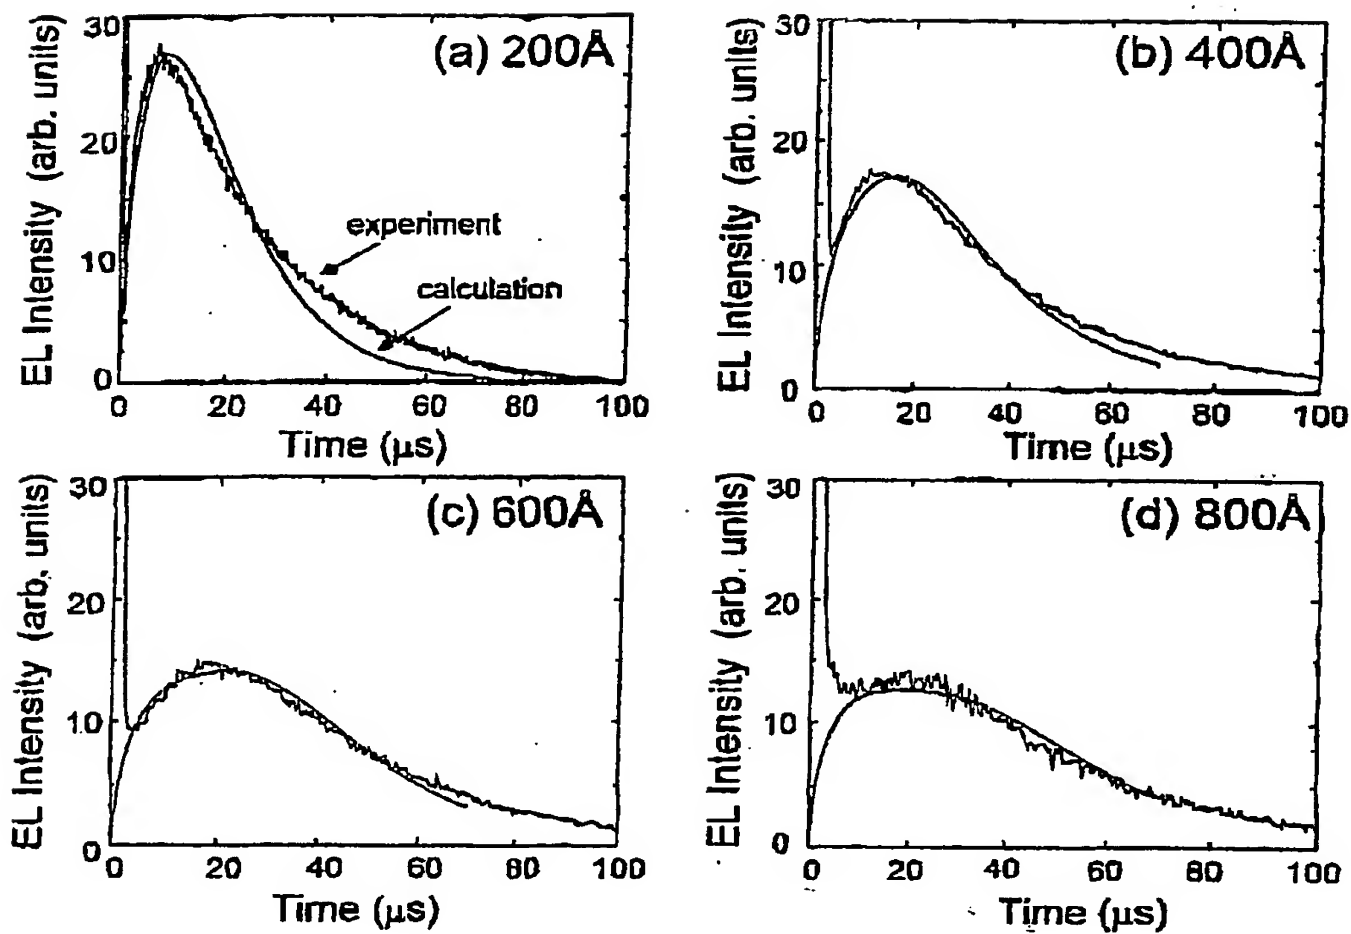 (a) 200Å
EL Intensity (arb. units)
30
20
10
0
experiment
calculation
0 20 40 60 80 100
Time (μs)
(b) 400Å
EL Intensity (arb. units)
30
20
10
0
0 20 40 60 80 100
Time (μs)
(c) 600Å
EL Intensity (arb. units)
30
20
10
0
0 20 40 60 80 100
Time (μs)
(d) 800Å
EL Intensity (arb. units)
30
20
10
0
0 20 40 60 80 100
Time (μs)